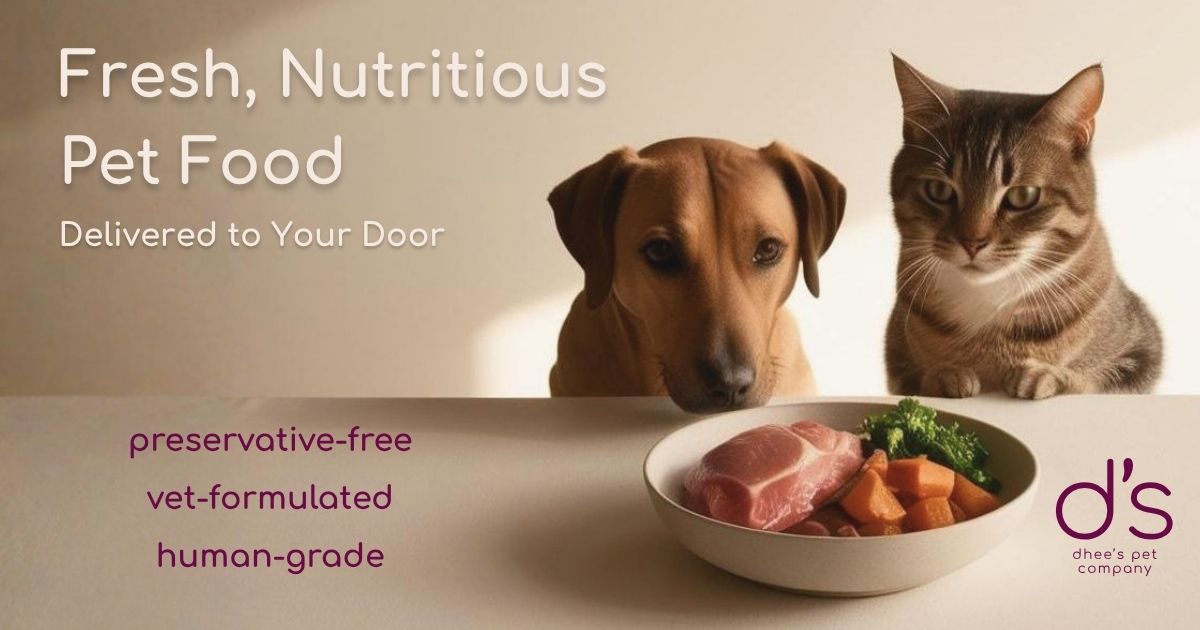 Fresh, Nutritious
Pet Food
Delivered to Your Door
preservative-free
vet-formulated
human-grade
d's
dhee's pet
company